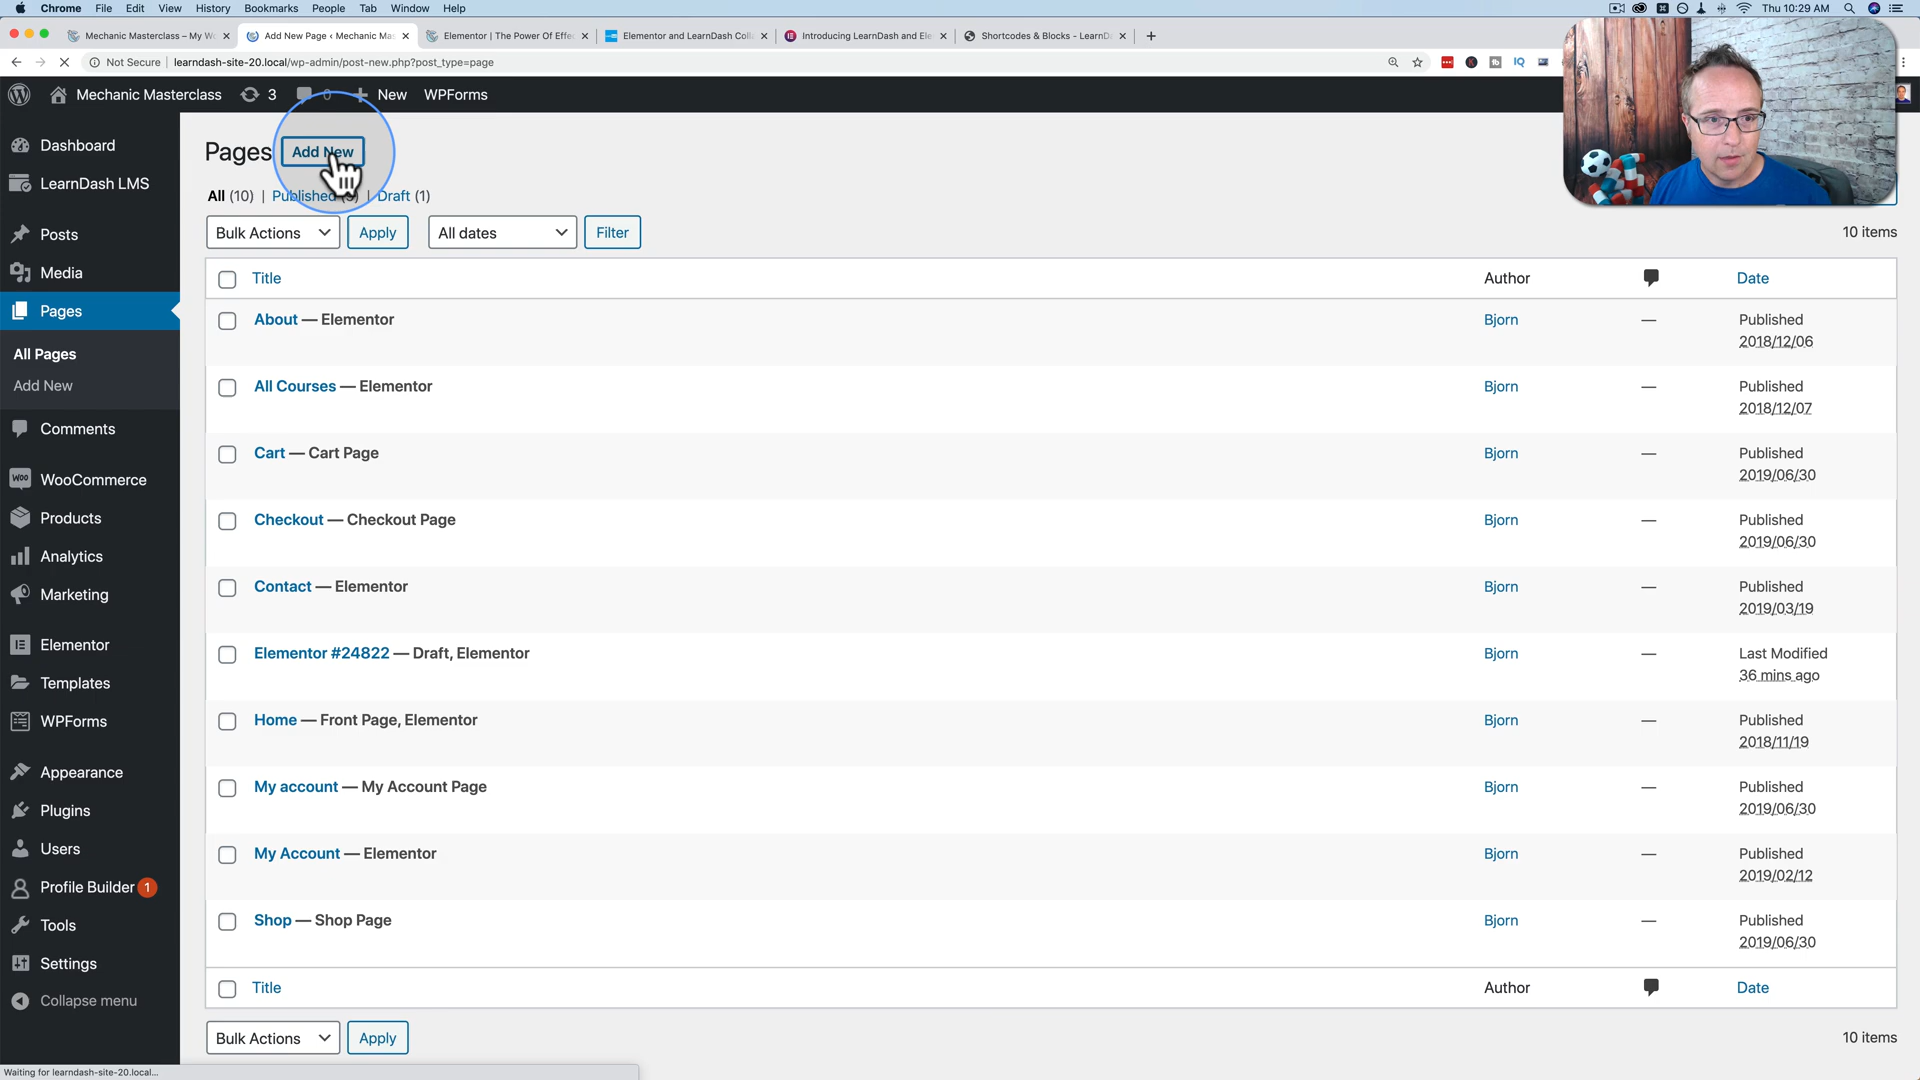 Chrome File Edit View History Bookmarks People Tab Window Help Thu 10:29 AM
Mechanic Masterclass – My Wo Add New Page ‹ Mechanic Mas Elementor | The Power Of Effe Elementor and LearnDash Coll Introducing LearnDash and Ele Shortcodes & Blocks - LearnD
Not Secure | learndash-site-20.local/wp-admin/post-new.php?post_type=page
Mechanic Masterclass 3 0 New WPForms
Dashboard
LearnDash LMS
Posts
Media
Pages
All Pages
Add New
Comments
WooCommerce
Products
Analytics
Marketing
Elementor
Templates
WPForms
Appearance
Plugins
Users
Profile Builder 1
Tools
Settings
Collapse menu
Pages Add New
All (10) | Published | Draft (1)
Bulk Actions Apply All dates Filter 10 items
Title Author Date
About — Elementor Bjorn — Published
2018/12/06
All Courses — Elementor Bjorn — Published
2018/12/07
Cart — Cart Page Bjorn — Published
2019/06/30
Checkout — Checkout Page Bjorn — Published
2019/06/30
Contact — Elementor Bjorn — Published
2019/03/19
Elementor #24822 — Draft, Elementor Bjorn — Last Modified
36 mins ago
Home — Front Page, Elementor Bjorn — Published
2018/11/19
My account — My Account Page Bjorn — Published
2019/06/30
My Account — Elementor Bjorn — Published
2019/02/12
Shop — Shop Page Bjorn — Published
2019/06/30
Title Author Date
Bulk Actions Apply 10 items
Waiting for learndash-site-20.local...